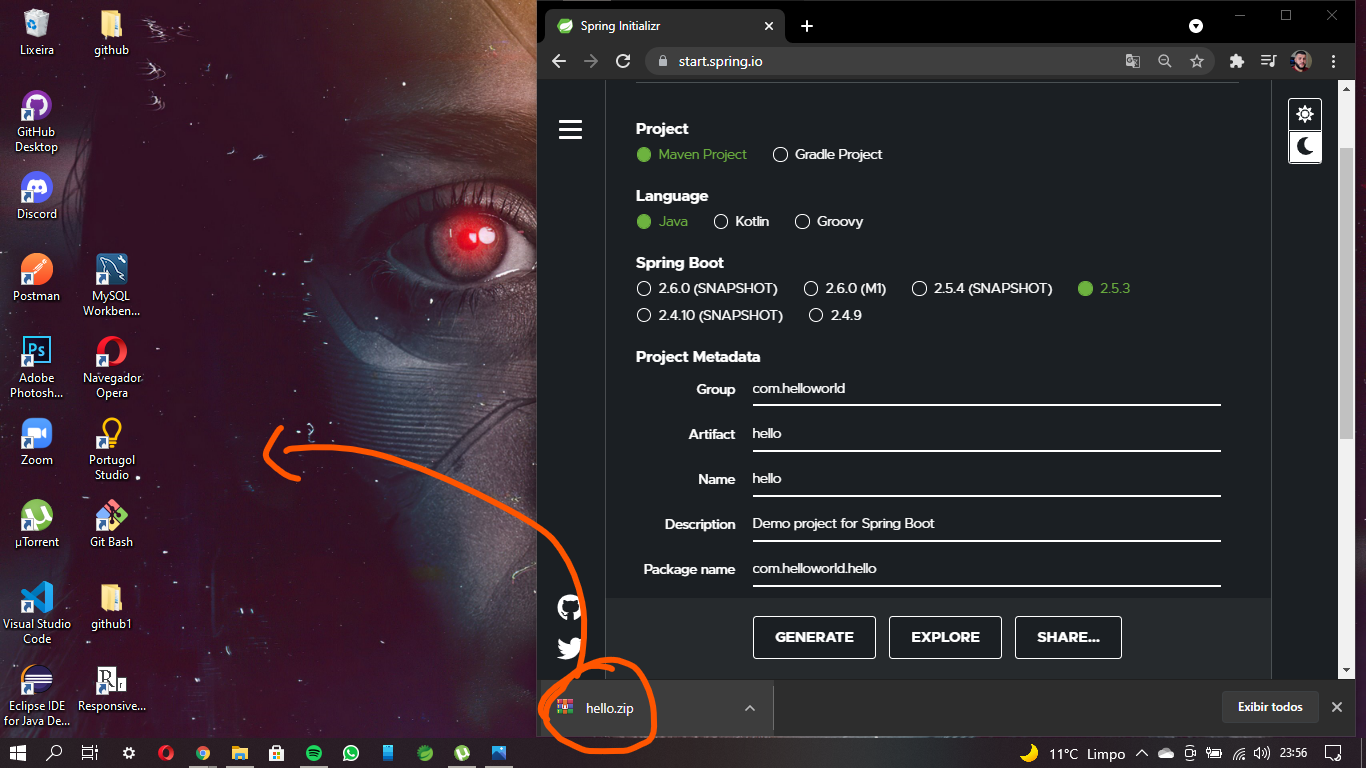 Lixeira
github
GitHub
Desktop
Discord
Postman
MySQL
Workben...
Ps
Adobe
Photosh...
Navegador
Opera
Zoom
Portugol
Studio
µTorrent
Git Bash
Visual Studio
Code
github1
Eclipse IDE
for Java De...
Responsive...
Spring Initializr
start.spring.io
Project
Maven Project
Gradle Project
Language
Java
Kotlin
Groovy
Spring Boot
2.6.0 (SNAPSHOT)
2.6.0 (M1)
2.5.4 (SNAPSHOT)
2.5.3
2.4.10 (SNAPSHOT)
2.4.9
Project Metadata
Group com.helloworld
Artifact hello
Name hello
Description Demo project for Spring Boot
Package name com.helloworld.hello
GENERATE
EXPLORE
SHARE...
hello.zip
Exibir todos
11°C Limpo
23:56